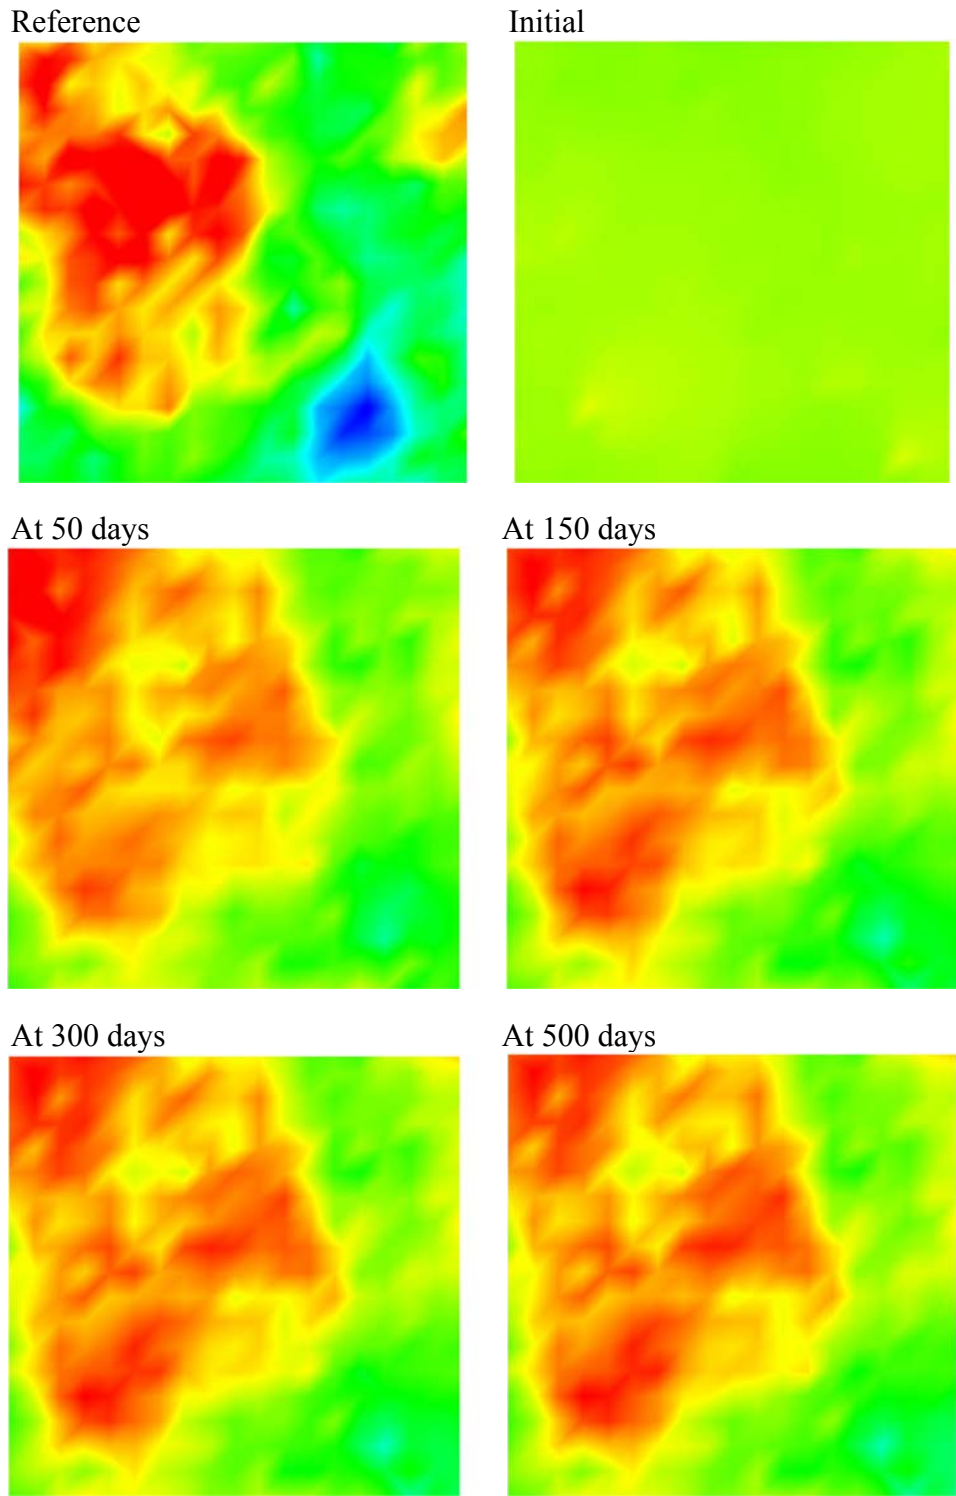 Reference
Initial
At 50 days
At 150 days
At 300 days
At 500 days